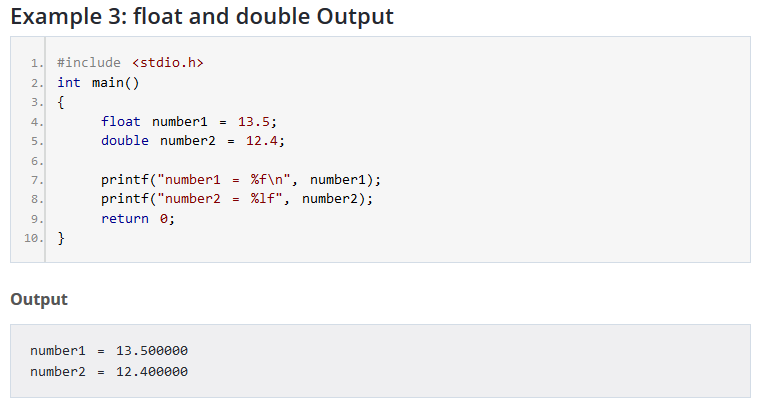 Example 3: float and double Output
1. #include <stdio.h>
2. int main()
3. {
4. float number1 = 13.5;
5. double number2 = 12.4;
6.
7. printf("number1 = %f\n", number1);
8. printf("number2 = %lf", number2);
9. return 0;
10. }
Output
number1 = 13.500000
number2 = 12.400000